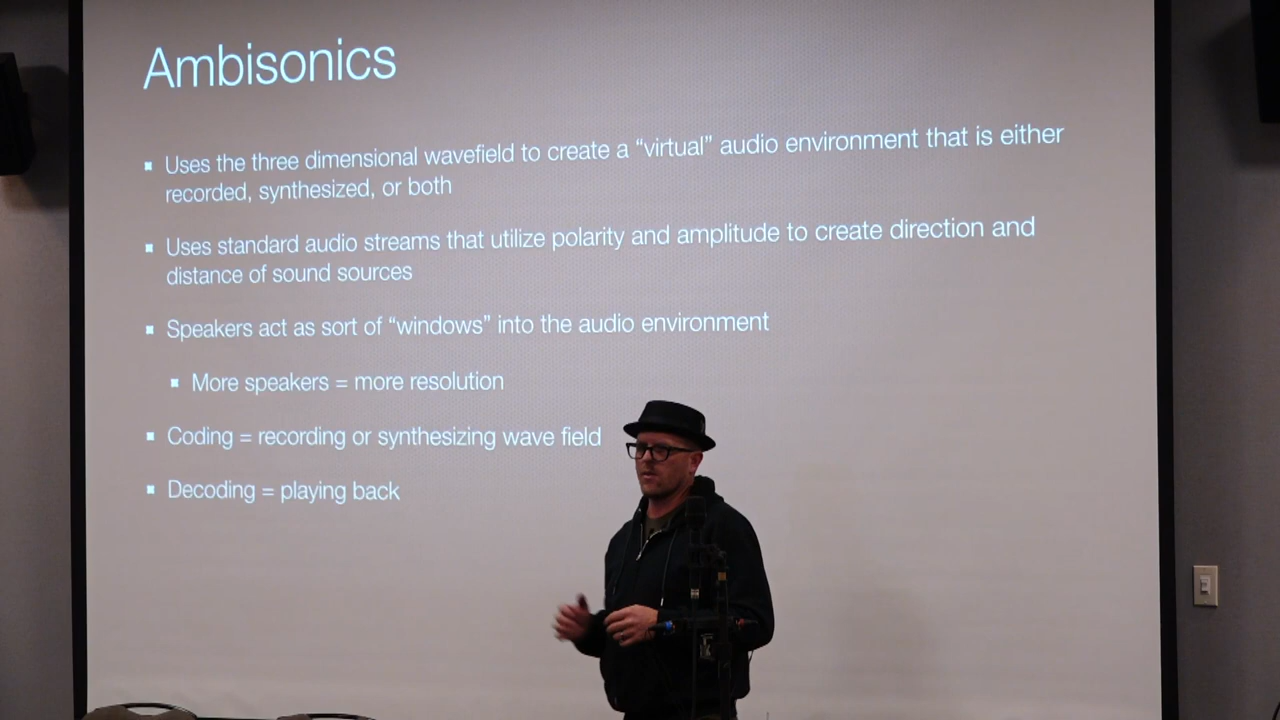 Ambisonics
Uses the three dimensional wavefield to create a “virtual” audio environment that is either
recorded, synthesized, or both
Uses standard audio streams that utilize polarity and amplitude to create direction and
distance of sound sources
Speakers act as sort of “windows” into the audio environment
More speakers = more resolution
Coding = recording or synthesizing wave field
Decoding = playing back